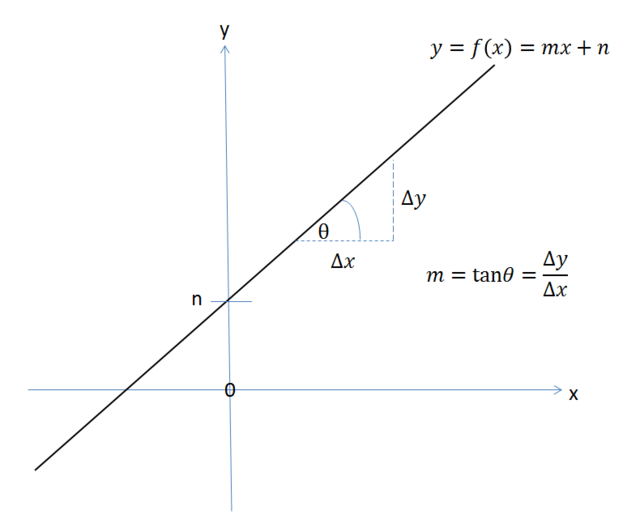 y
y = f(x) = mx + n
Δy
θ
Δx
m = tanθ = Δy/Δx
n
0
x